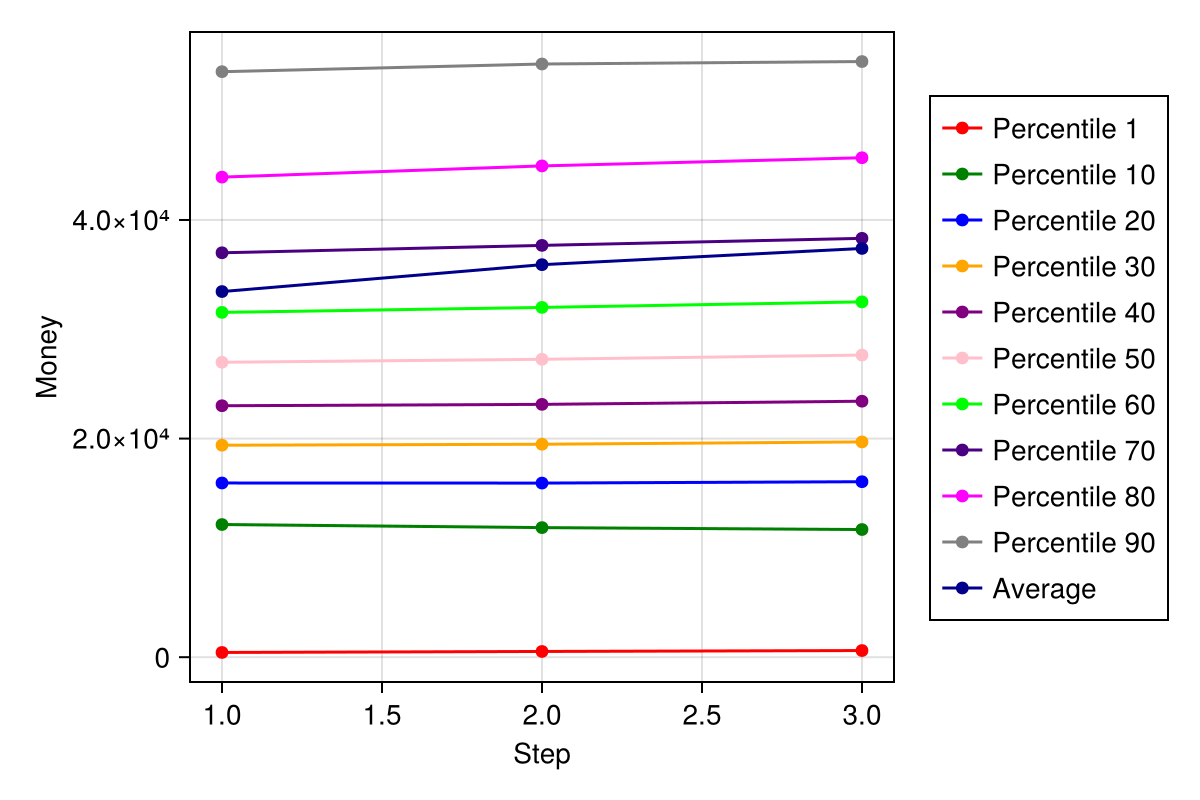 Money
4.0×10⁴
2.0×10⁴
0
1.0 1.5 2.0 2.5 3.0
Step
Percentile 1
Percentile 10
Percentile 20
Percentile 30
Percentile 40
Percentile 50
Percentile 60
Percentile 70
Percentile 80
Percentile 90
Average